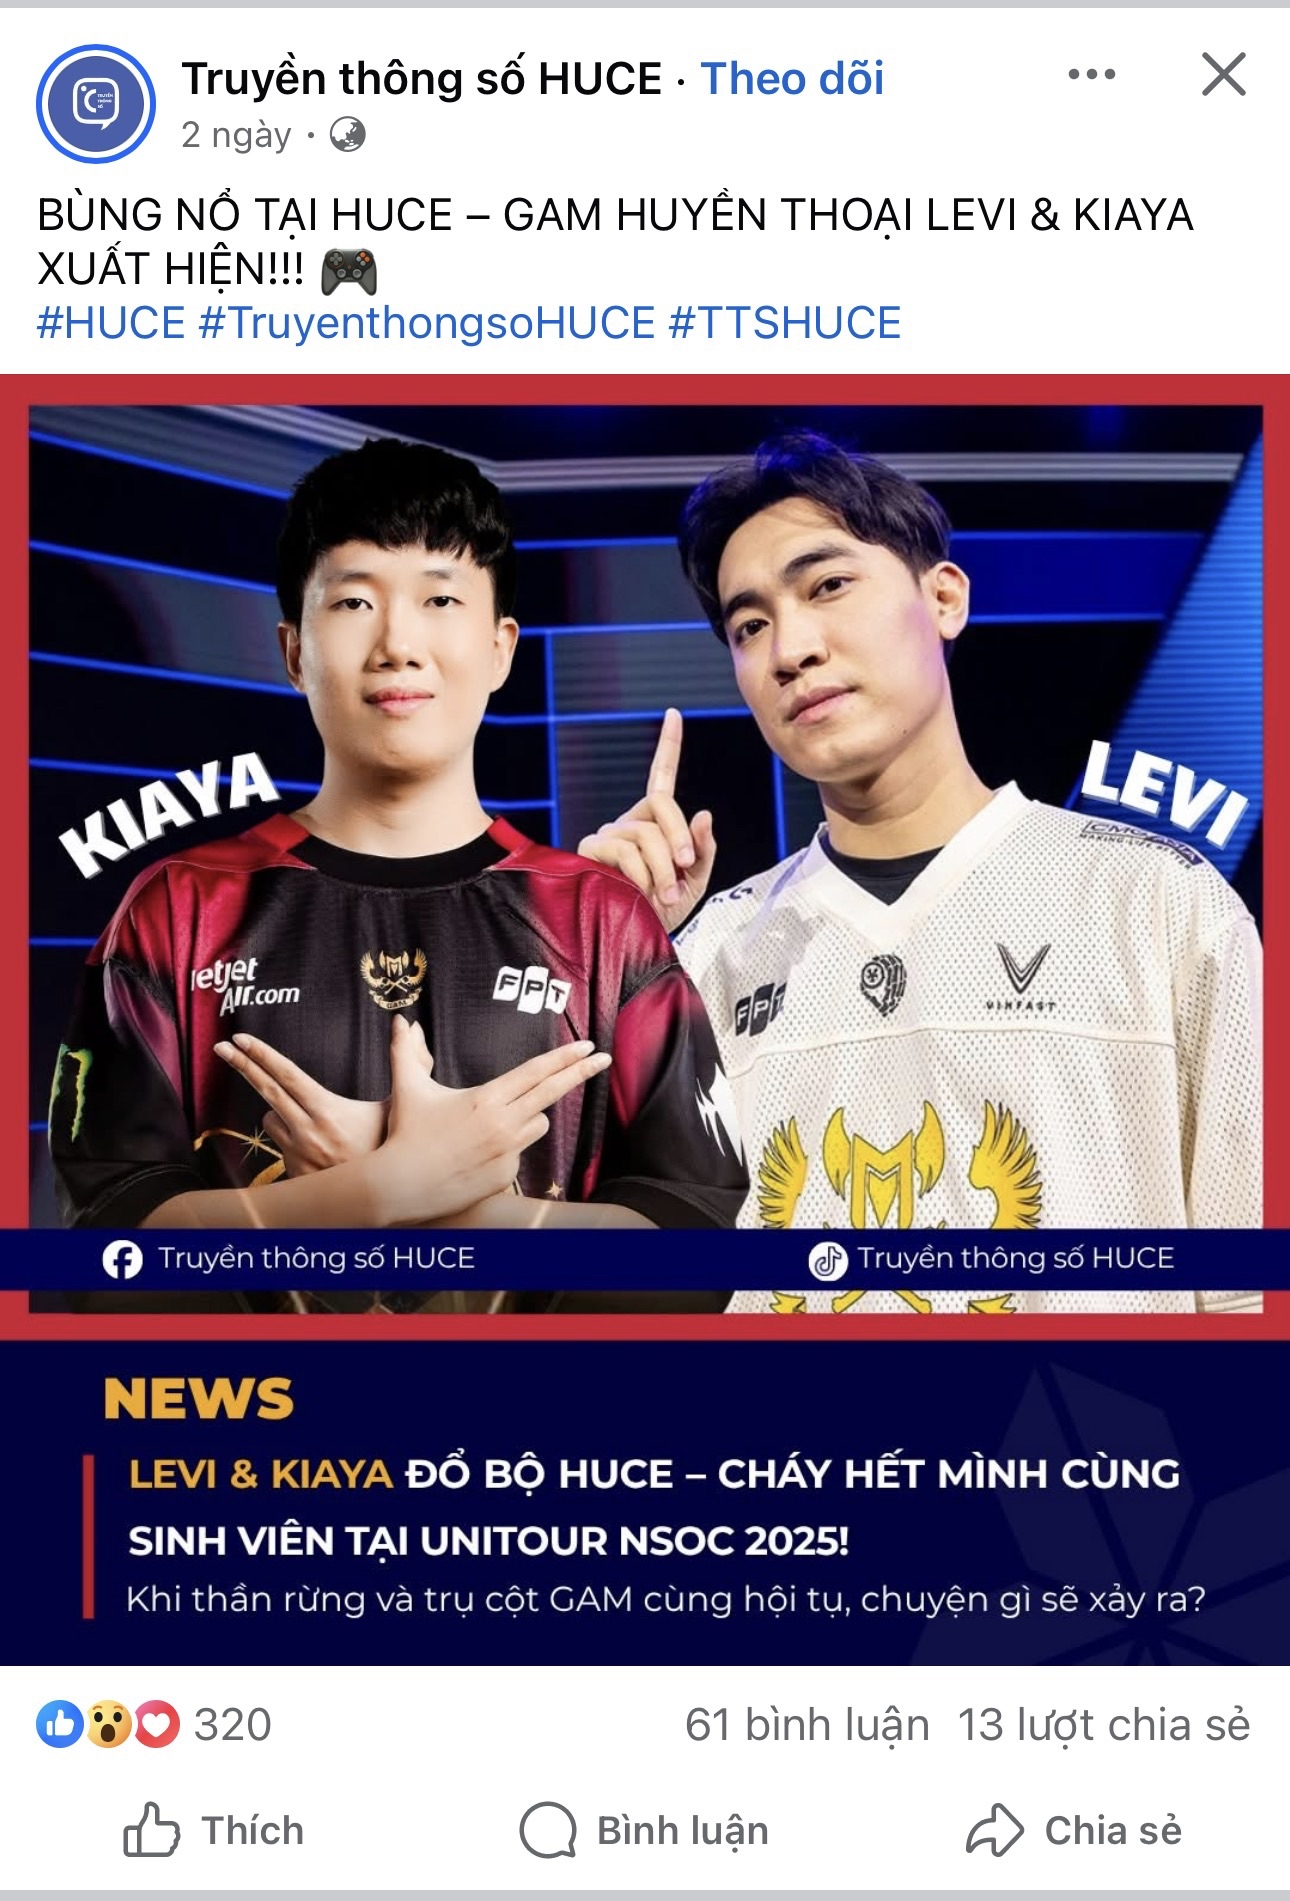 Truyền thông số HUCE · Theo dõi
2 ngày ·
BÙNG NỔ TẠI HUCE – GAM HUYỀN THOẠI LEVI & KIAYA
XUẤT HIỆN!!! 🎮
#HUCE #TruyenthongsoHUCE #TTSHUCE
KIAYA
LEVI
jetjet
Air.com
GAM
FPT
FPT
VINFAST
Truyền thông số HUCE
Truyền thông số HUCE
NEWS
LEVI & KIAYA ĐỔ BỘ HUCE – CHÁY HẾT MÌNH CÙNG
SINH VIÊN TẠI UNITOUR NSOC 2025!
Khi thần rừng và trụ cột GAM cùng hội tụ, chuyện gì sẽ xảy ra?
320
61 bình luận 13 lượt chia sẻ
Thích
Bình luận
Chia sẻ